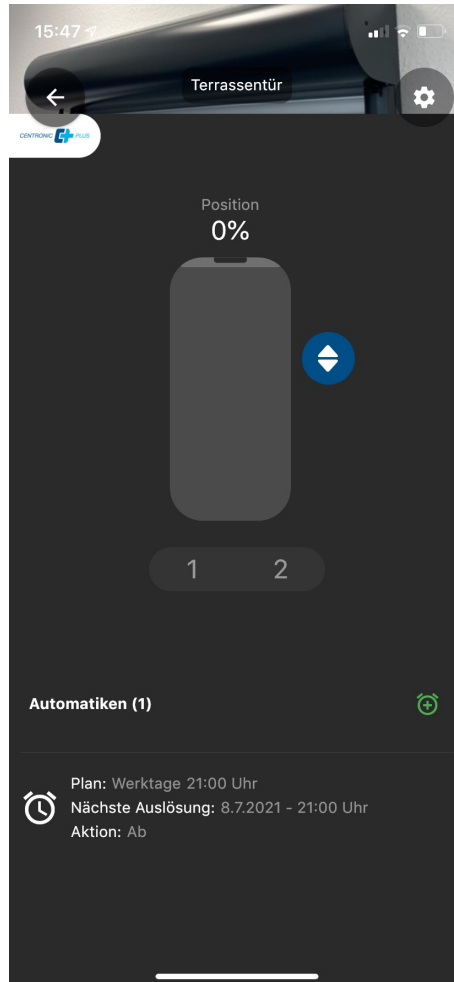 15:47
Terrassentür
CENTRONIC C+ PLUS
Position
0%
1 2
Automatiken (1)
Plan: Werktage 21:00 Uhr
Nächste Auslösung: 8.7.2021 - 21:00 Uhr
Aktion: Ab